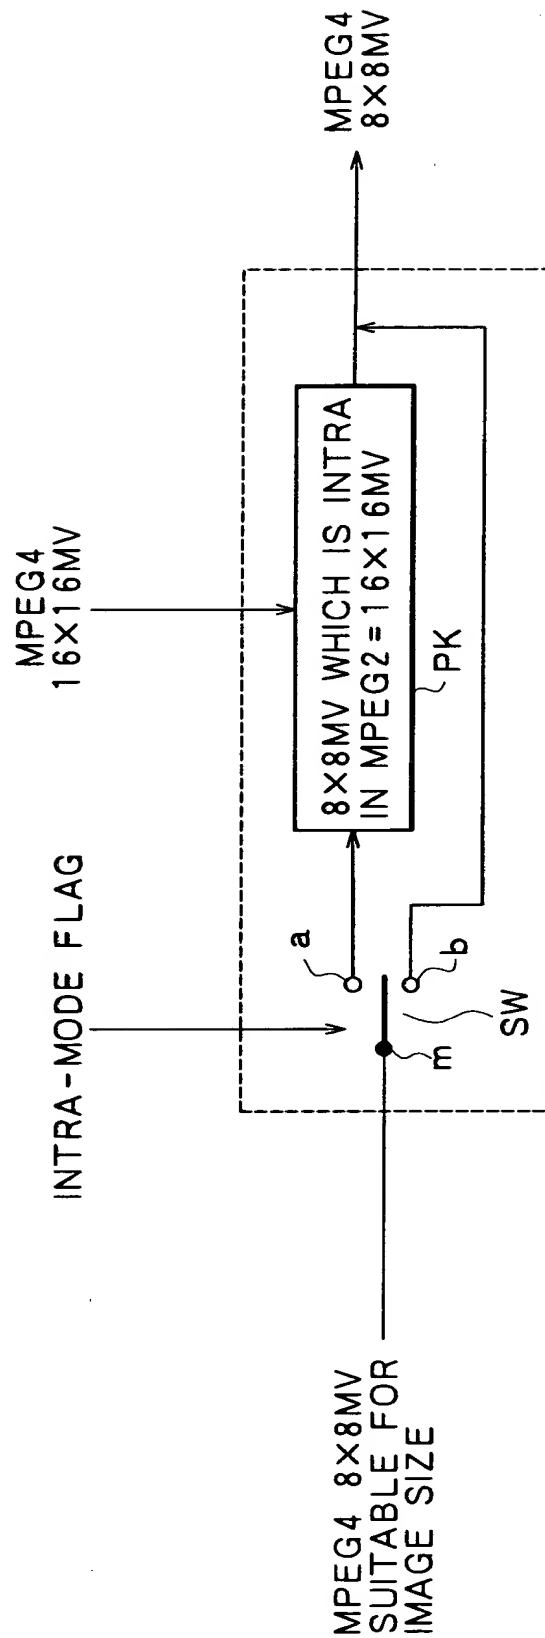 MPEG4 8×8MV
SUITABLE FOR
IMAGE SIZE
INTRA-MODE FLAG
m
SW
a
b
MPEG4
16×16MV
8×8MV WHICH IS INTRA
IN MPEG2=16×16MV
PK
MPEG4
8×8MV